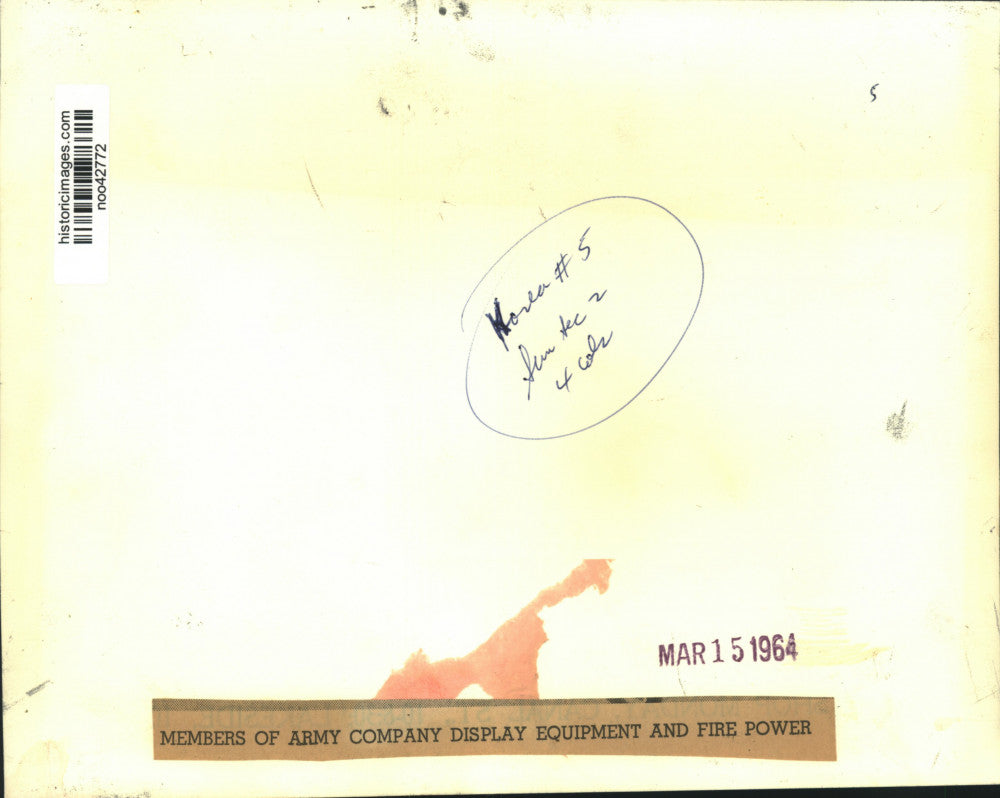 historicimages.com
noo42772
5
Korea # 5
Sun sec 2
4 cols
MAR 15 1964
MEMBERS OF ARMY COMPANY DISPLAY EQUIPMENT AND FIRE POWER